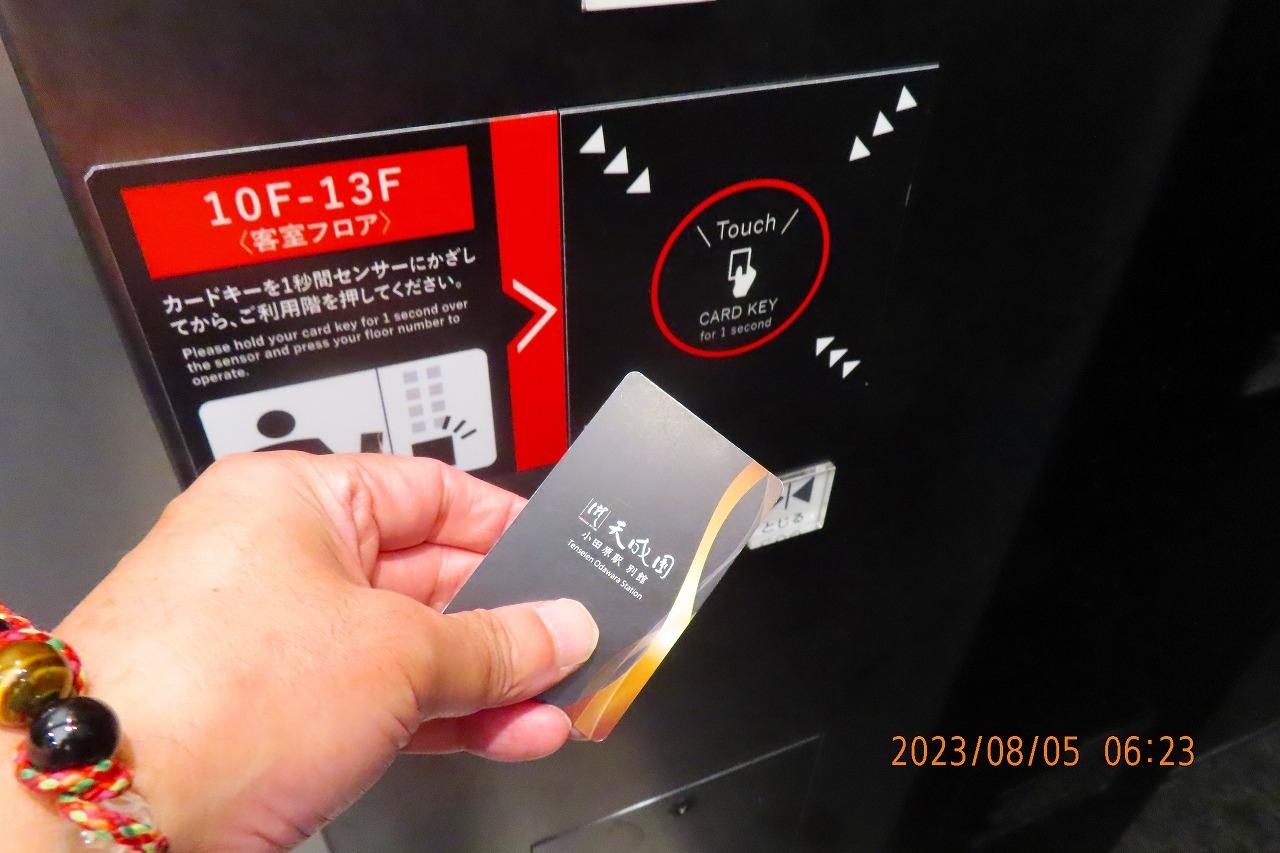 10F-13F
〈客室フロア〉
カードキーを1秒間センサーにかざし
てから、ご利用階を押してください。
Please hold your card key for 1 second over
the sensor and press your floor number to
operate.
\ Touch /
CARD KEY
for 1 second
とじる
天成園
小田原駅 別館
Tenseien Odawara Station
2023/08/05 06:23